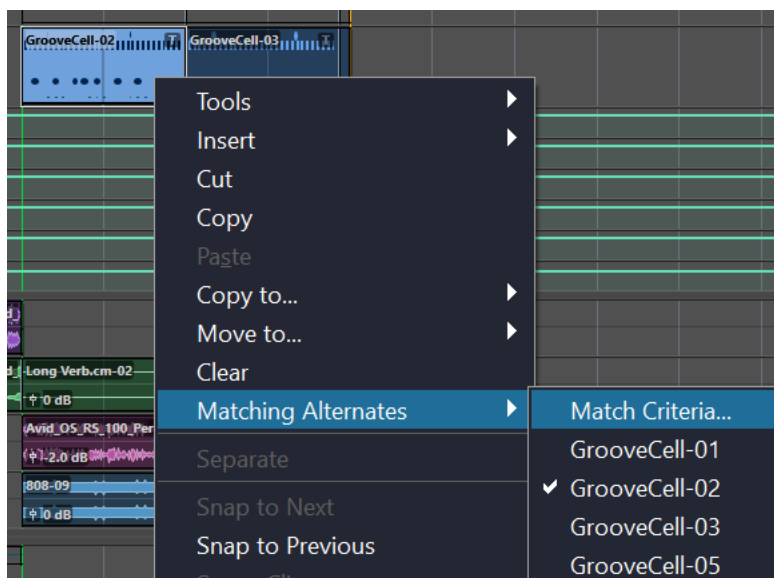 GrooveCell-02
T
GrooveCell-03
T
Tools
Insert
Cut
Copy
Paste
Copy to...
Move to...
Clear
Matching Alternates
Separate
Snap to Next
Snap to Previous
Match Criteria...
GrooveCell-01
GrooveCell-02
GrooveCell-03
GrooveCell-05
Long Verb.cm-02
0 dB
Avid_OS_RS_100_Per
-2.0 dB
808-09
0 dB